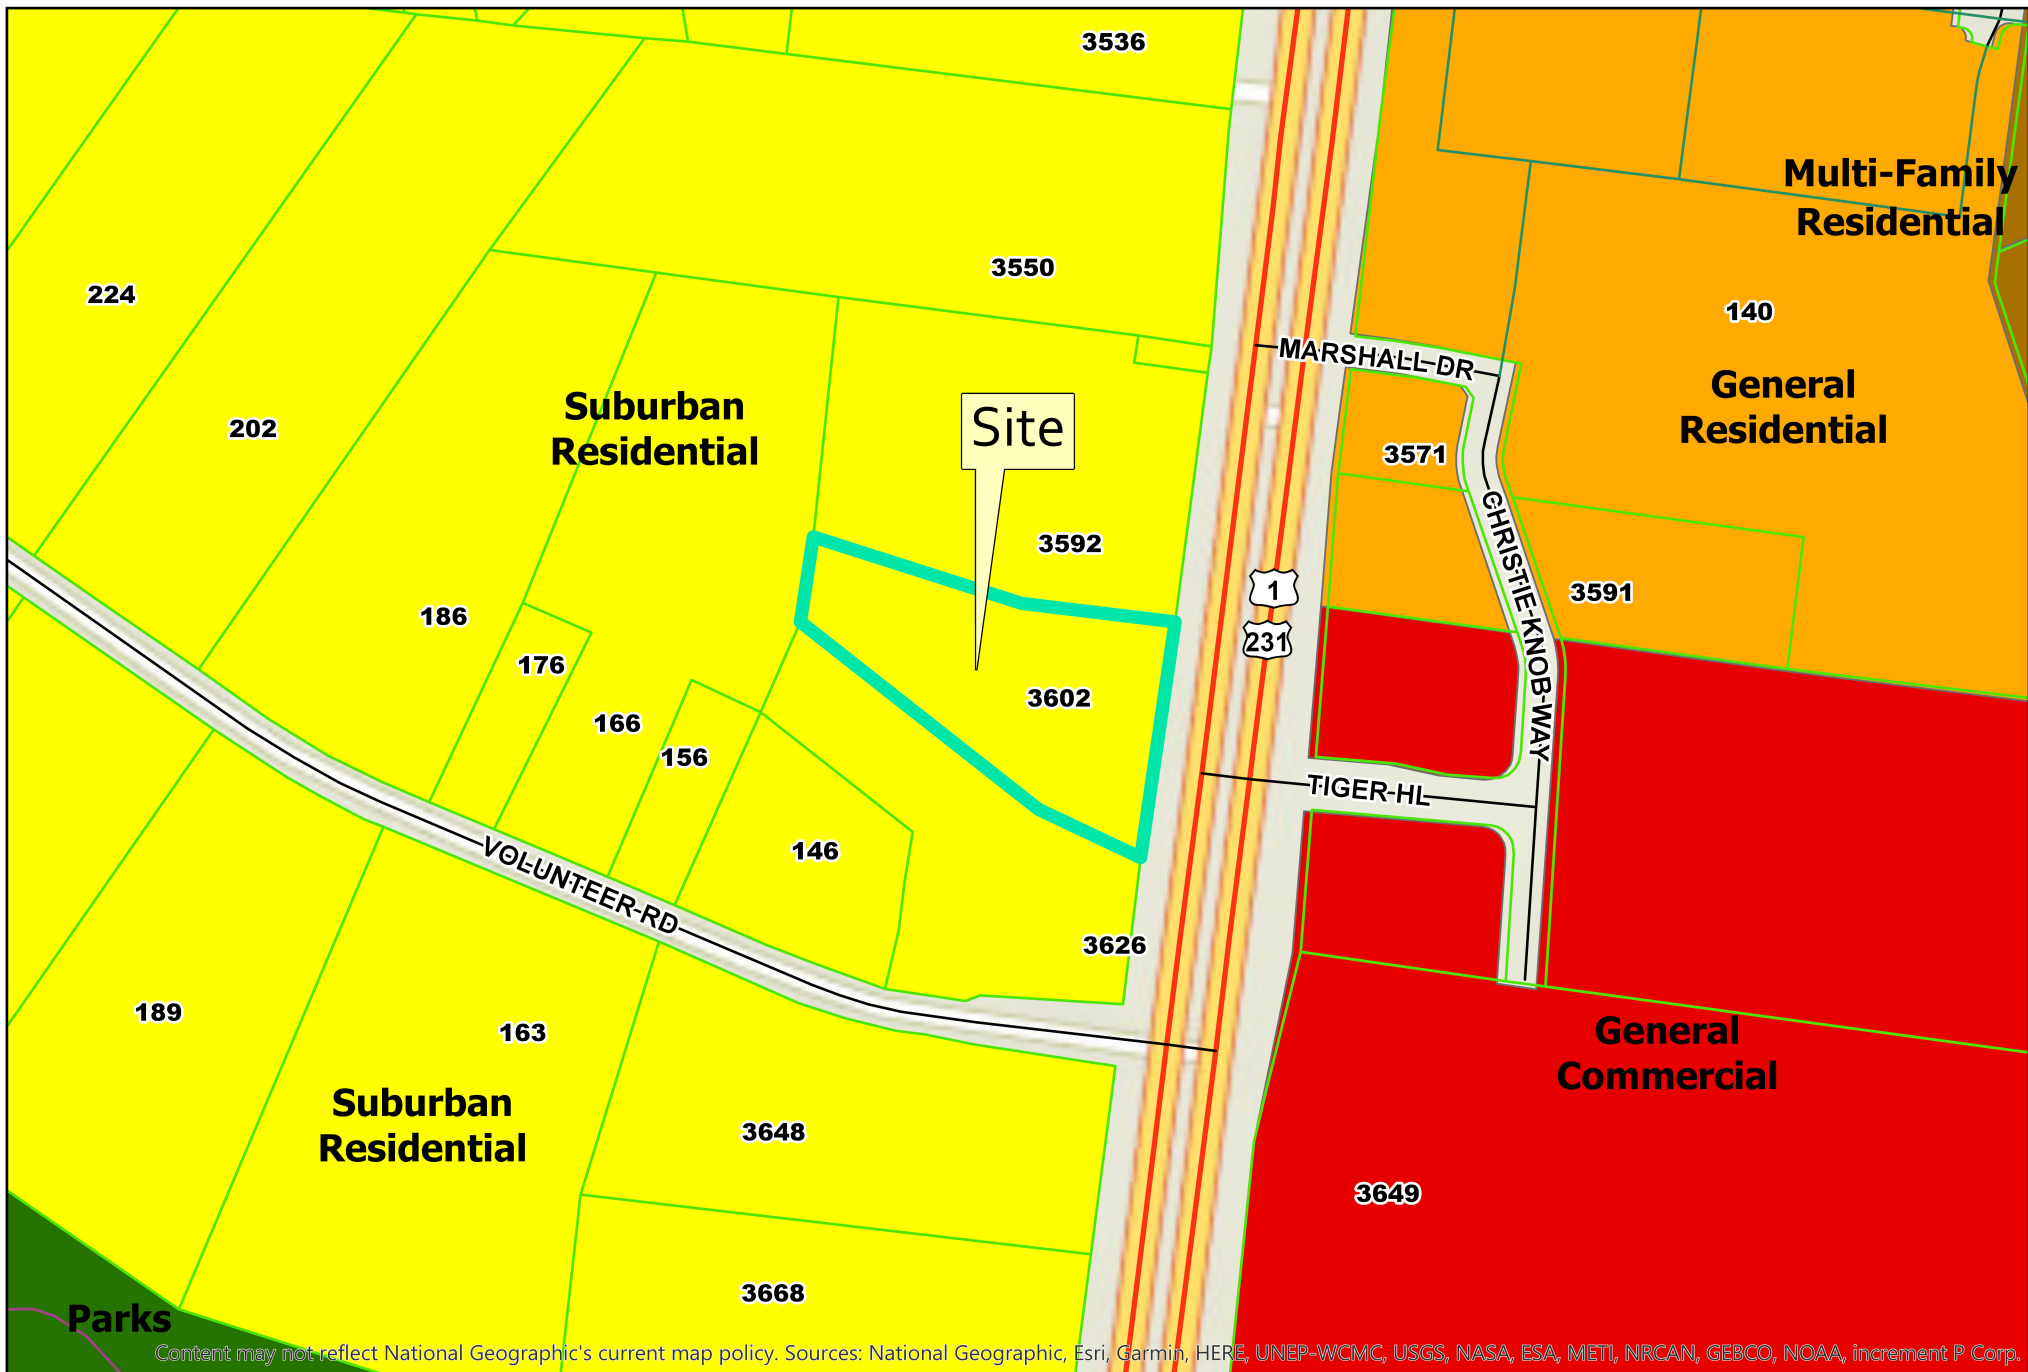 3536
Multi-Family
Residential
3550
224
140
MARSHALL DR
General
Residential
Suburban
Residential
202
Site
3571
CHRISTIE KNOB WAY
3592
1
3591
186
231
176
3602
166
156
TIGER HL
146
VOLUNTEER RD
3626
189
163
General
Commercial
Suburban
Residential
3648
3649
3668
Parks
Content may not reflect National Geographic's current map policy. Sources: National Geographic, Esri, Garmin, HERE, UNEP-WCMC, USGS, NASA, ESA, METI, NRCAN, GEBCO, NOAA, increment P Corp.